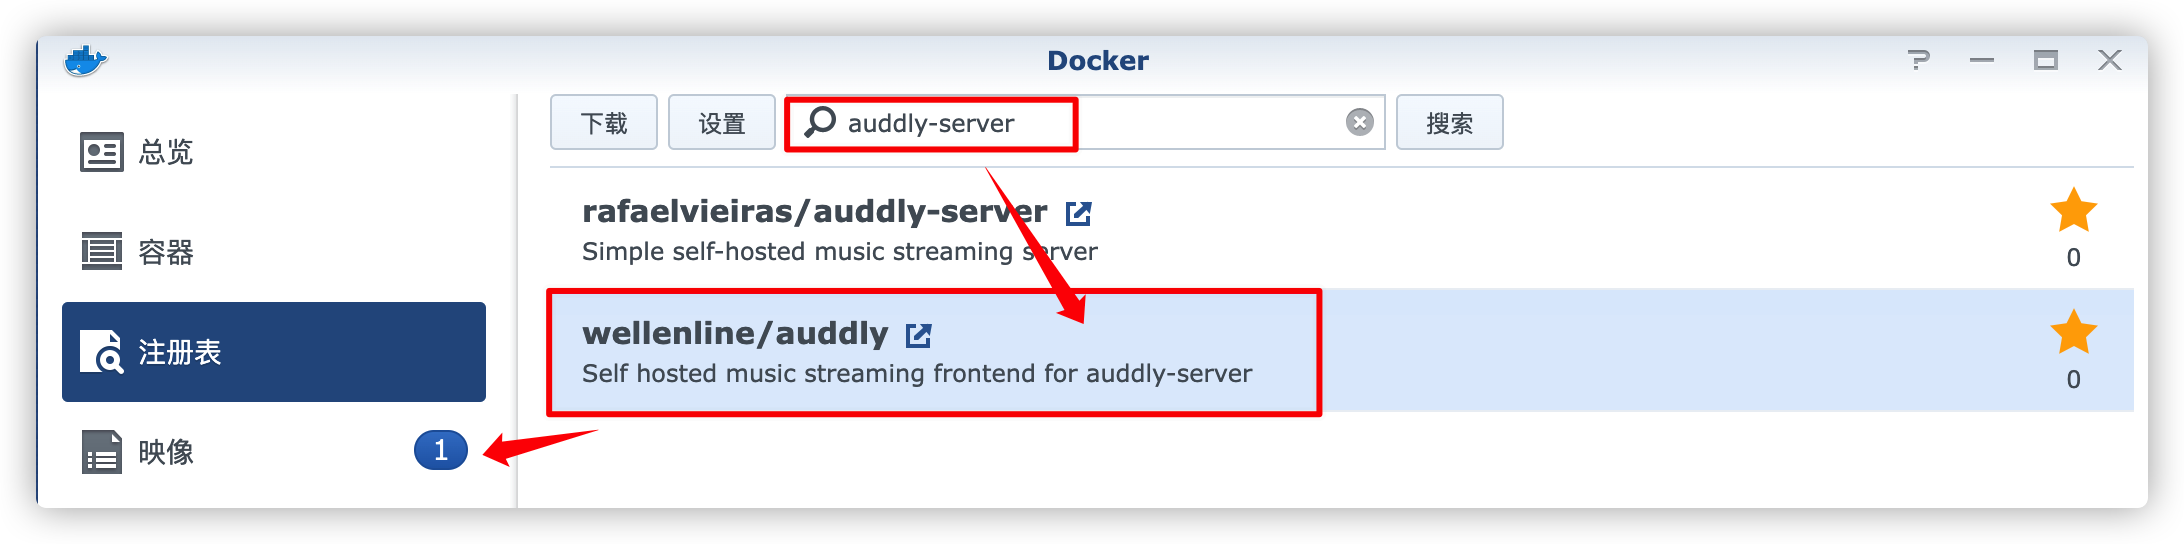 Docker
总览
容器
注册表
映像
1
下载
设置
auddly-server
搜索
rafaelvieiras/auddly-server
Simple self-hosted music streaming server
0
wellenline/auddly
Self hosted music streaming frontend for auddly-server
0